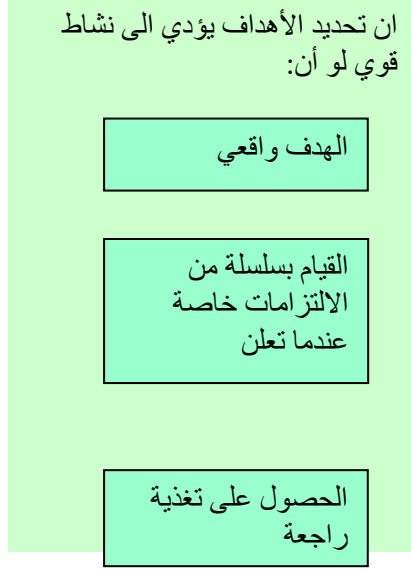 ان تحديد الأهداف يؤدي الى نشاط
قوي لو أن:
الهدف واقعي
القيام بسلسلة من
الالتزامات خاصة
عندما تعلن
الحصول على تغذية
راجعة